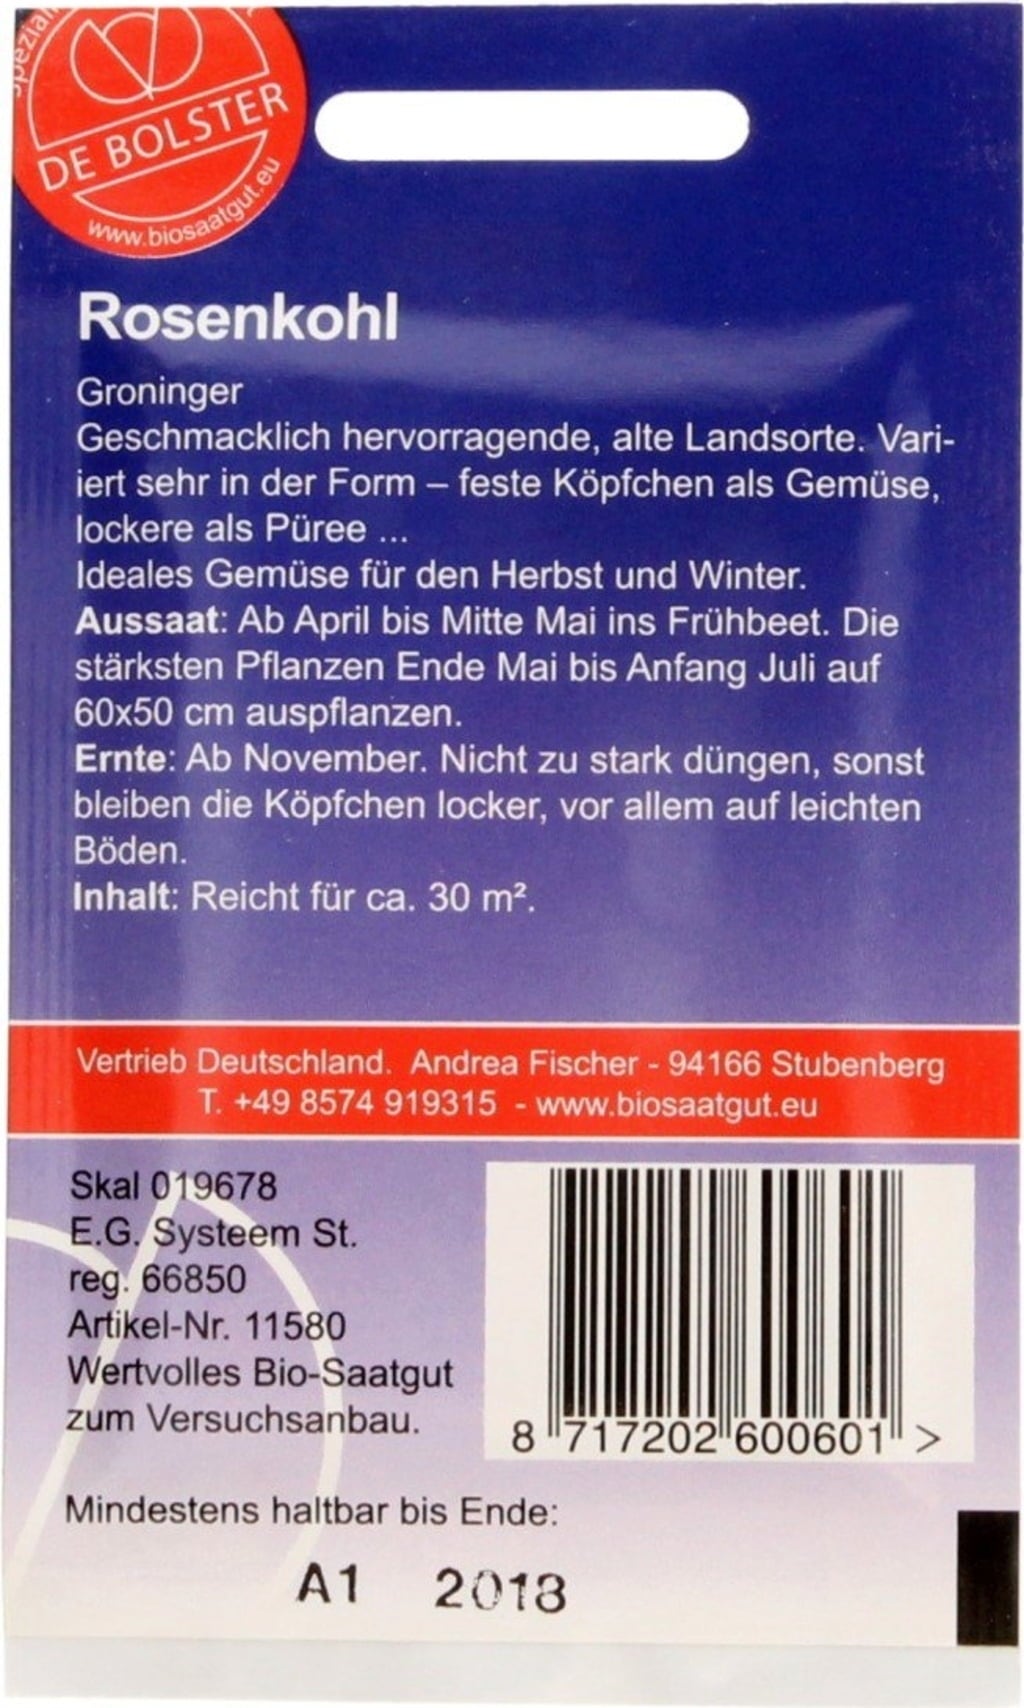 DE BOLSTER
www.biosaatgut.eu
Rosenkohl
Groninger
Geschmacklich hervorragende, alte Landsorte. Vari-
iert sehr in der Form – feste Köpfchen als Gemüse,
lockere als Püree ...
Ideales Gemüse für den Herbst und Winter.
Aussaat: Ab April bis Mitte Mai ins Frühbeet. Die
stärksten Pflanzen Ende Mai bis Anfang Juli auf
60x50 cm auspflanzen.
Ernte: Ab November. Nicht zu stark düngen, sonst
bleiben die Köpfchen locker, vor allem auf leichten
Böden.
Inhalt: Reicht für ca. 30 m².
Vertrieb Deutschland. Andrea Fischer - 94166 Stubenberg
T. +49 8574 919315 - www.biosaatgut.eu
Skal 019678
E.G. Systeem St.
reg. 66850
Artikel-Nr. 11580
Wertvolles Bio-Saatgut
zum Versuchsanbau.
8 717202 600601 >
Mindestens haltbar bis Ende:
A1 2018